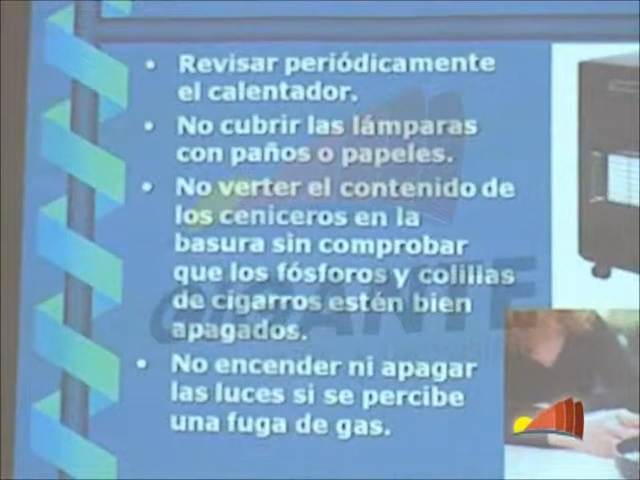 • Revisar periódicamente
el calentador.
• No cubrir las lámparas
con paños o papeles.
• No verter el contenido de
los ceniceros en la
basura sin comprobar
que los fósforos y colillas
de cigarros estén bien
apagados.
• No encender ni apagar
las luces si se percibe
una fuga de gas.
GIGANTE